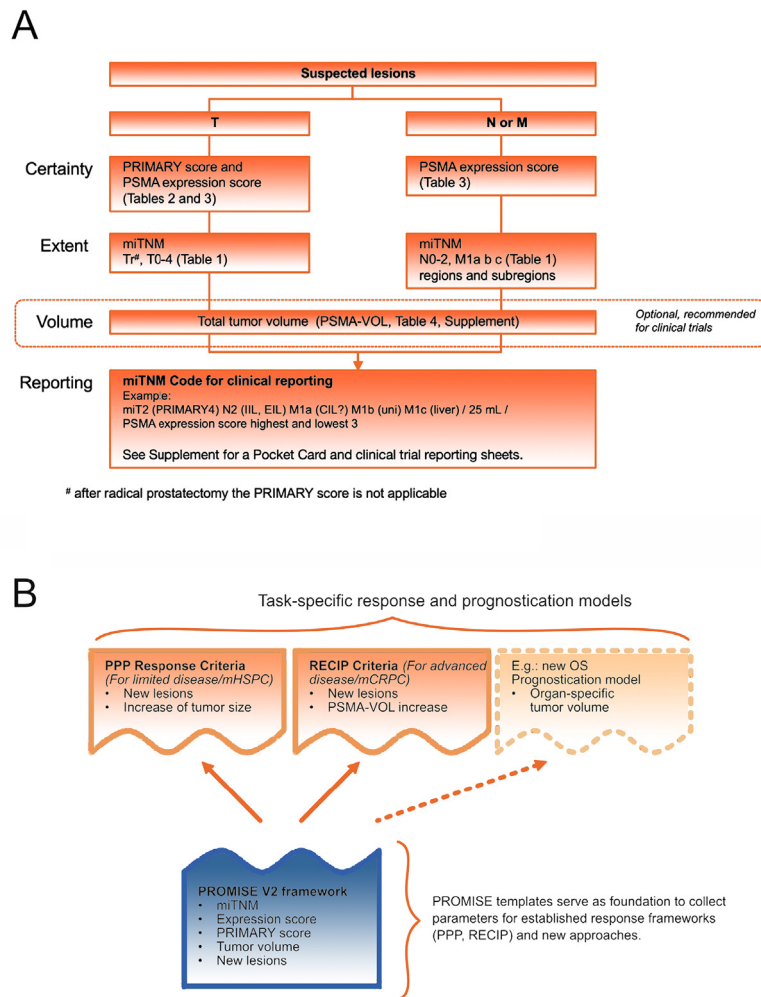 A
Suspected lesions
T
N or M
Certainty
PRIMARY score and
PSMA expression score
(Tables 2 and 3)
PSMA expression score
(Table 3)
Extent
miTNM
Tr#, T0-4 (Table 1)
miTNM
N0-2, M1a b c (Table 1)
regions and subregions
Volume
Total tumor volume (PSMA-VOL, Table 4, Supplement)
Optional, recommended
for clinical trials
Reporting
miTNM Code for clinical reporting
Example:
miT2 (PRIMARY4) N2 (IIL, EIL) M1a (CIL?) M1b (uni) M1c (liver) / 25 mL /
PSMA expression score highest and lowest 3
See Supplement for a Pocket Card and clinical trial reporting sheets.
# after radical prostatectomy the PRIMARY score is not applicable
B
Task-specific response and prognostication models
PPP Response Criteria
(For limited disease/mHSPC)
• New lesions
• Increase of tumor size
RECIP Criteria (For advanced
disease/mCRPC)
• New lesions
• PSMA-VOL increase
E.g.: new OS
Prognostication model
• Organ-specific
tumor volume
PROMISE V2 framework
• miTNM
• Expression score
• PRIMARY score
• Tumor volume
• New lesions
PROMISE templates serve as foundation to collect
parameters for established response frameworks
(PPP, RECIP) and new approaches.